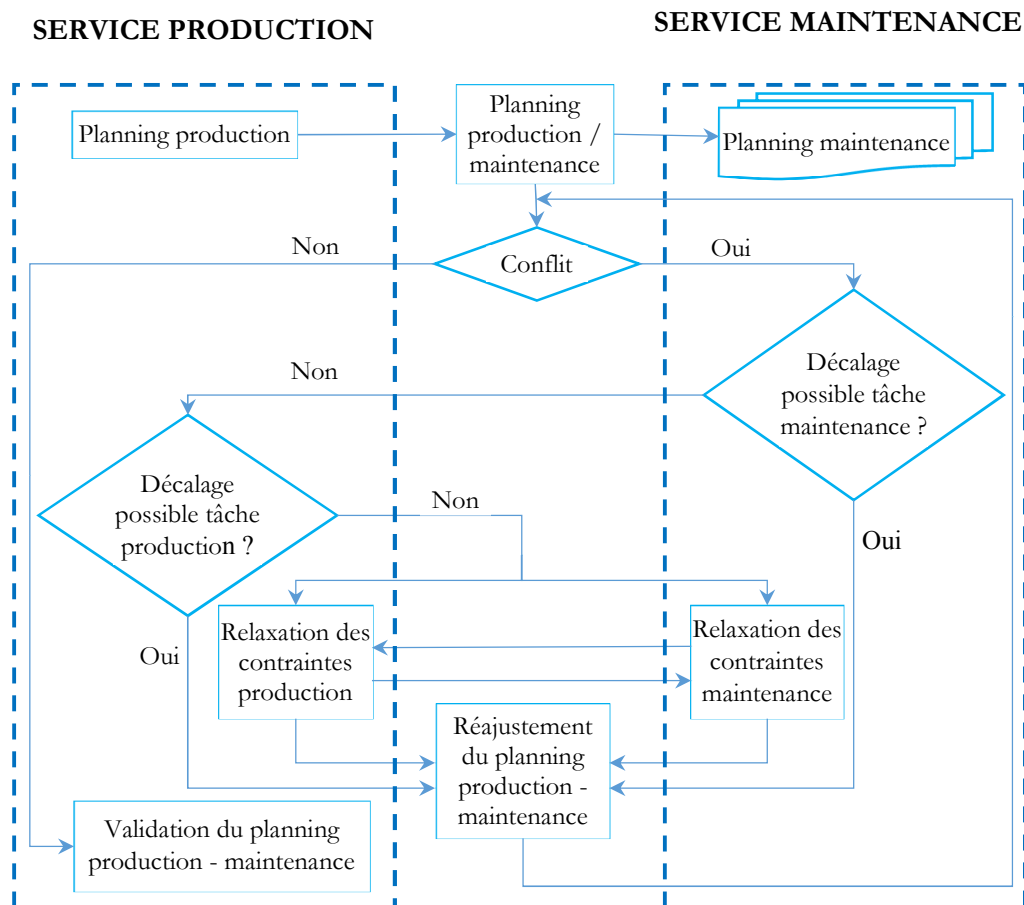 SERVICE PRODUCTION
SERVICE MAINTENANCE
Planning production
Planning
production /
maintenance
Planning maintenance
Non
Conflit
Oui
Décalage
possible tâche
maintenance ?
Non
Décalage
possible tâche
production ?
Non
Oui
Oui
Relaxation des
contraintes
production
Relaxation des
contraintes
maintenance
Réajustement
du planning
production -
maintenance
Validation du planning
production - maintenance